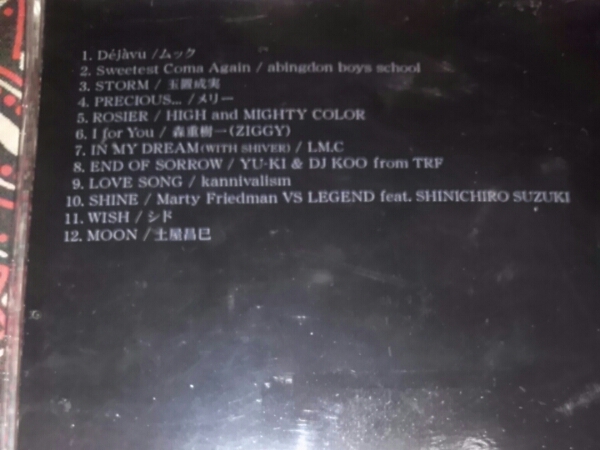 1. Déjàvu /ムック
2. Sweetest Coma Again / abingdon boys school
3. STORM / 玉置成実
4. PRECIOUS... /メリー
5. ROSIER / HIGH and MIGHTY COLOR
6. I for You / 森重樹一(ZIGGY)
7. IN MY DREAM(WITH SHIVER) / LM.C
8. END OF SORROW / YU-KI & DJ KOO from TRF
9. LOVE SONG / kannivalism
10. SHINE / Marty Friedman VS LEGEND feat. SHINICHIRO SUZUKI
11. WISH /シド
12. MOON /土屋昌巳